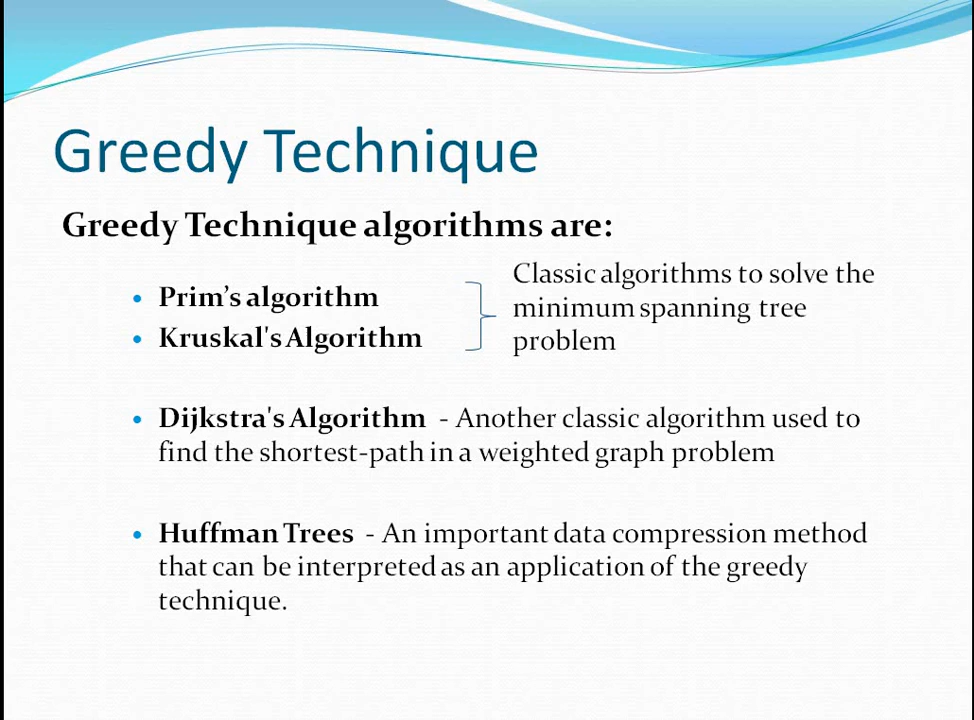 Greedy Technique
Greedy Technique algorithms are:
• Prim’s algorithm
• Kruskal's Algorithm
Classic algorithms to solve the
minimum spanning tree
problem
• Dijkstra's Algorithm - Another classic algorithm used to
find the shortest-path in a weighted graph problem
• Huffman Trees - An important data compression method
that can be interpreted as an application of the greedy
technique.